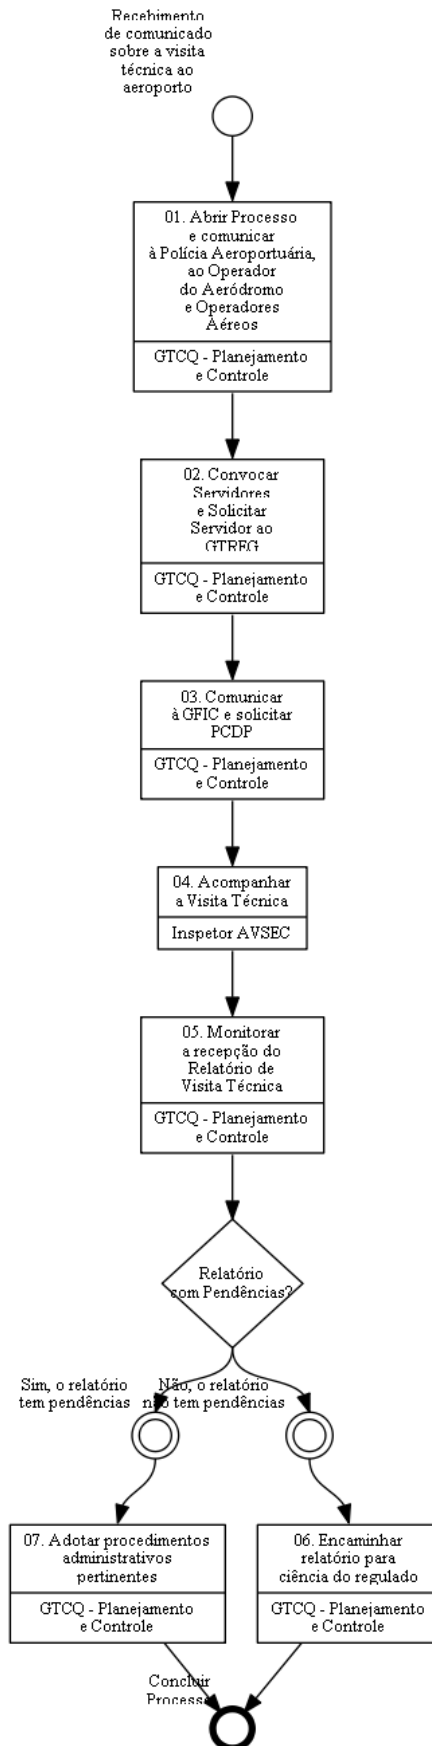 Recebimento
de comunicado
sobre a visita
técnica ao
aeroporto
01. Abrir Processo
e comunicar
à Polícia Aeroportuária,
ao Operador
do Aeródromo
e Operadores
Aéreos
GTCQ - Planejamento
e Controle
02. Convocar
Servidores
e Solicitar
Servidor ao
GTREG
GTCQ - Planejamento
e Controle
03. Comunicar
à GFIC e solicitar
PCDP
GTCQ - Planejamento
e Controle
04. Acompanhar
a Visita Técnica
Inspetor AVSEC
05. Monitorar
a recepção do
Relatório de
Visita Técnica
GTCQ - Planejamento
e Controle
Relatório
com Pendências?
Sim, o relatório
tem pendências
Não, o relatório
não tem pendências
07. Adotar procedimentos
administrativos
pertinentes
GTCQ - Planejamento
e Controle
06. Encaminhar
relatório para
ciência do regulado
GTCQ - Planejamento
e Controle
Concluir
Processo